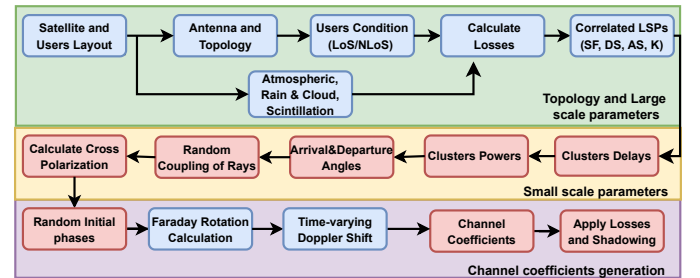 Satellite and
Users Layout
Antenna and
Topology
Users Condition
(LoS/NLoS)
Calculate
Losses
Correlated LSPs
(SF, DS, AS, K)
Atmospheric,
Rain & Cloud,
Scintillation
Topology and Large
scale parameters
Calculate Cross
Polarization
Random
Coupling of Rays
Arrival&Departure
Angles
Clusters Powers
Clusters Delays
Small scale parameters
Random Initial
phases
Faraday Rotation
Calculation
Time-varying
Doppler Shift
Channel
Coefficients
Apply Losses
and Shadowing
Channel coefficients generation